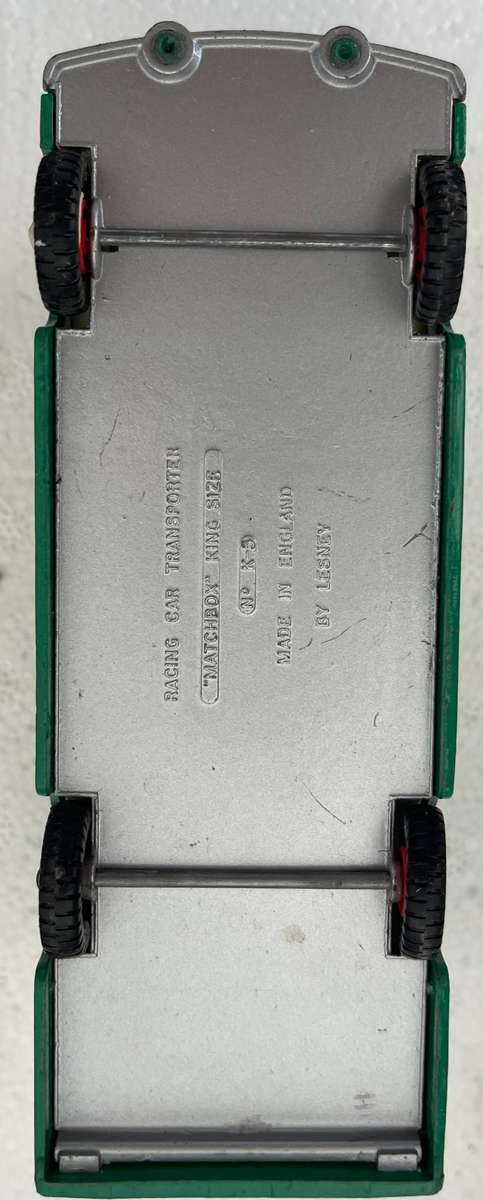 RACING CAR TRANSPORTER
"MATCHBOX" KING SIZE
Nº K-5
MADE IN ENGLAND
BY LESNEY